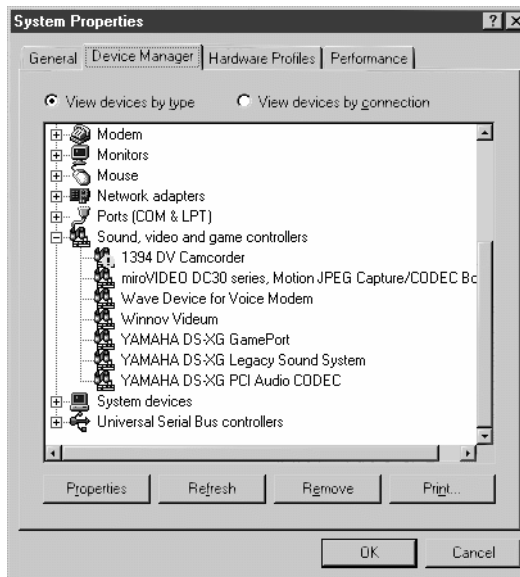 System Properties
General Device Manager Hardware Profiles Performance
View devices by type View devices by connection
Modem
Monitors
Mouse
Network adapters
Ports (COM & LPT)
Sound, video and game controllers
1394 DV Camcorder
miroVIDEO DC30 series, Motion JPEG Capture/CODEC Bo
Wave Device for Voice Modem
Winnov Videum
YAMAHA DS-XG GamePort
YAMAHA DS-XG Legacy Sound System
YAMAHA DS-XG PCI Audio CODEC
System devices
Universal Serial Bus controllers
Properties Refresh Remove Print...
OK Cancel